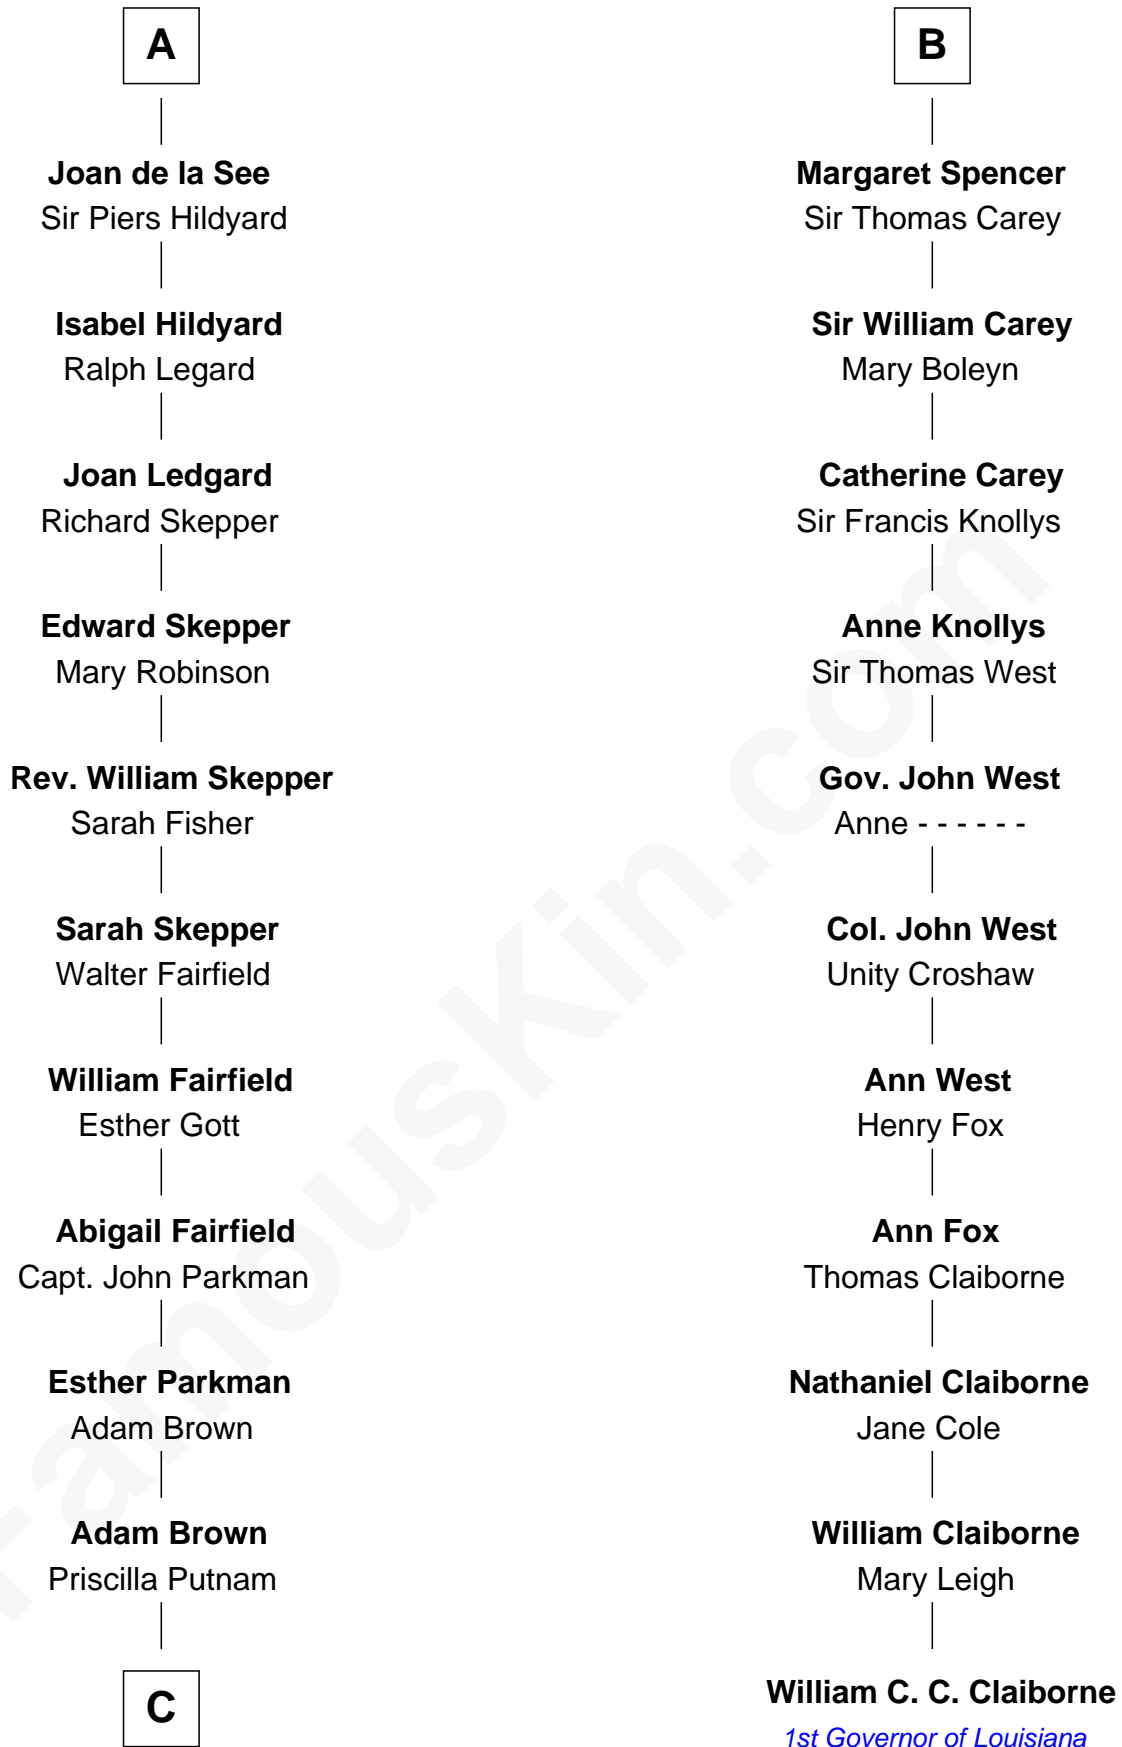 A
Joan de la See
Sir Piers Hildyard
Isabel Hildyard
Ralph Legard
Joan Ledgard
Richard Skepper
Edward Skepper
Mary Robinson
Rev. William Skepper
Sarah Fisher
Sarah Skepper
Walter Fairfield
William Fairfield
Esther Gott
Abigail Fairfield
Capt. John Parkman
Esther Parkman
Adam Brown
Adam Brown
Priscilla Putnam
C
B
Margaret Spencer
Sir Thomas Carey
Sir William Carey
Mary Boleyn
Catherine Carey
Sir Francis Knollys
Anne Knollys
Sir Thomas West
Gov. John West
Anne - - - - - -
Col. John West
Unity Croshaw
Ann West
Henry Fox
Ann Fox
Thomas Claiborne
Nathaniel Claiborne
Jane Cole
William Claiborne
Mary Leigh
William C. C. Claiborne
1st Governor of Louisiana
FamousKin.com